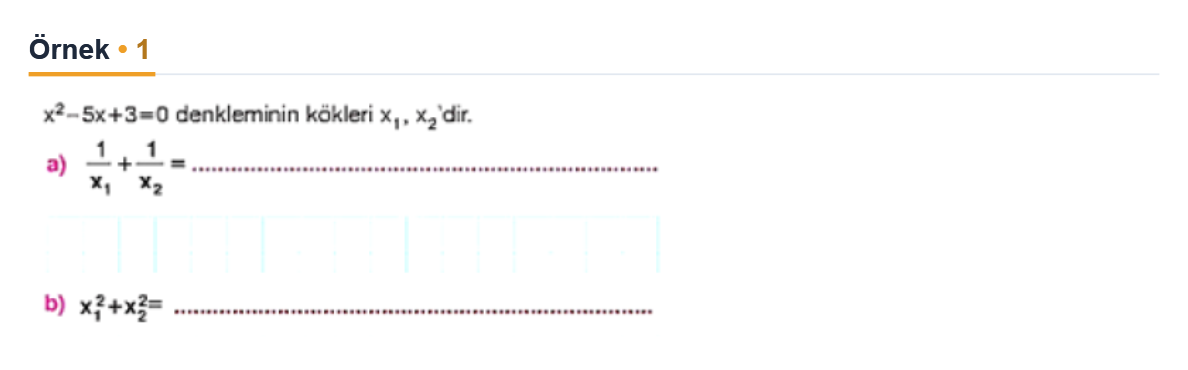 Örnek • 1
x²-5x+3=0 denkleminin kökleri x₁, x₂'dir.
a) 1/x₁ + 1/x₂ = ......................................................................
b) x₁²+x₂²= ......................................................................